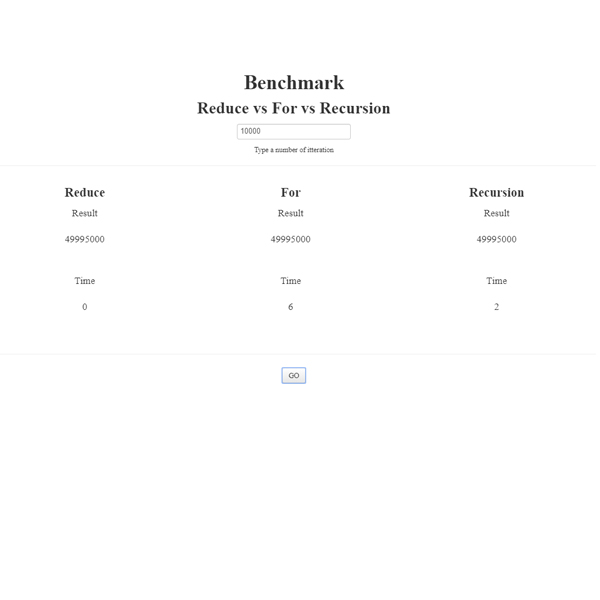 Benchmark
Reduce vs For vs Recursion
10000
Type a number of itteration
Reduce For Recursion
Result Result Result
49995000 49995000 49995000
Time Time Time
0 6 2
GO